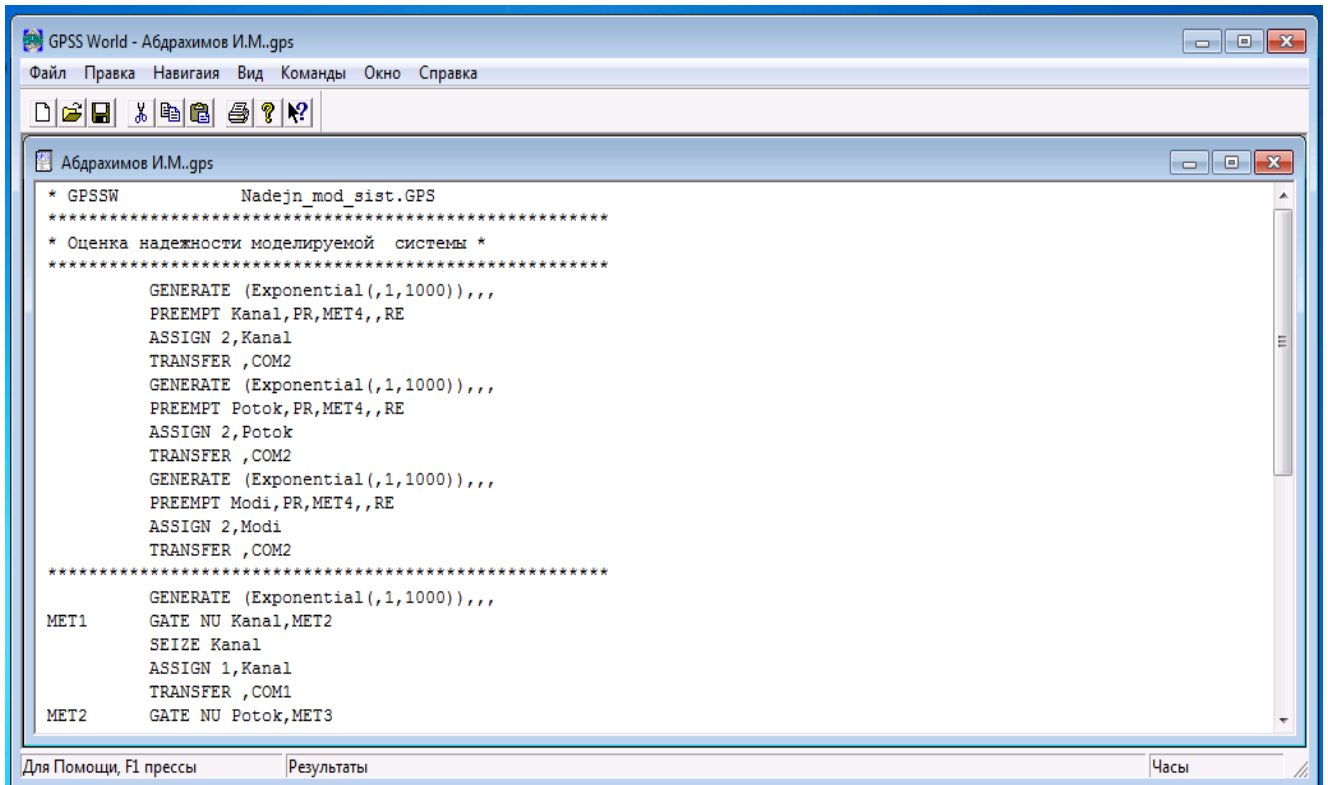 GPSS World - Абдрахимов И.М..gps
Файл Правка Навигаия Вид Команды Окно Справка
Абдрахимов И.М..gps
* GPSSW Nadejn_mod_sist.GPS
*******************************************************
* Оценка надежности моделируемой системы *
*******************************************************
GENERATE (Exponential(,1,1000)),,,
PREEMPT Kanal,PR,MET4,,RE
ASSIGN 2,Kanal
TRANSFER ,COM2
GENERATE (Exponential(,1,1000)),,,
PREEMPT Potok,PR,MET4,,RE
ASSIGN 2,Potok
TRANSFER ,COM2
GENERATE (Exponential(,1,1000)),,,
PREEMPT Modi,PR,MET4,,RE
ASSIGN 2,Modi
TRANSFER ,COM2
*******************************************************
GENERATE (Exponential(,1,1000)),,,
MET1 GATE NU Kanal,MET2
SEIZE Kanal
ASSIGN 1,Kanal
TRANSFER ,COM1
MET2 GATE NU Potok,MET3
Для Помощи, F1 прессы Результаты Часы